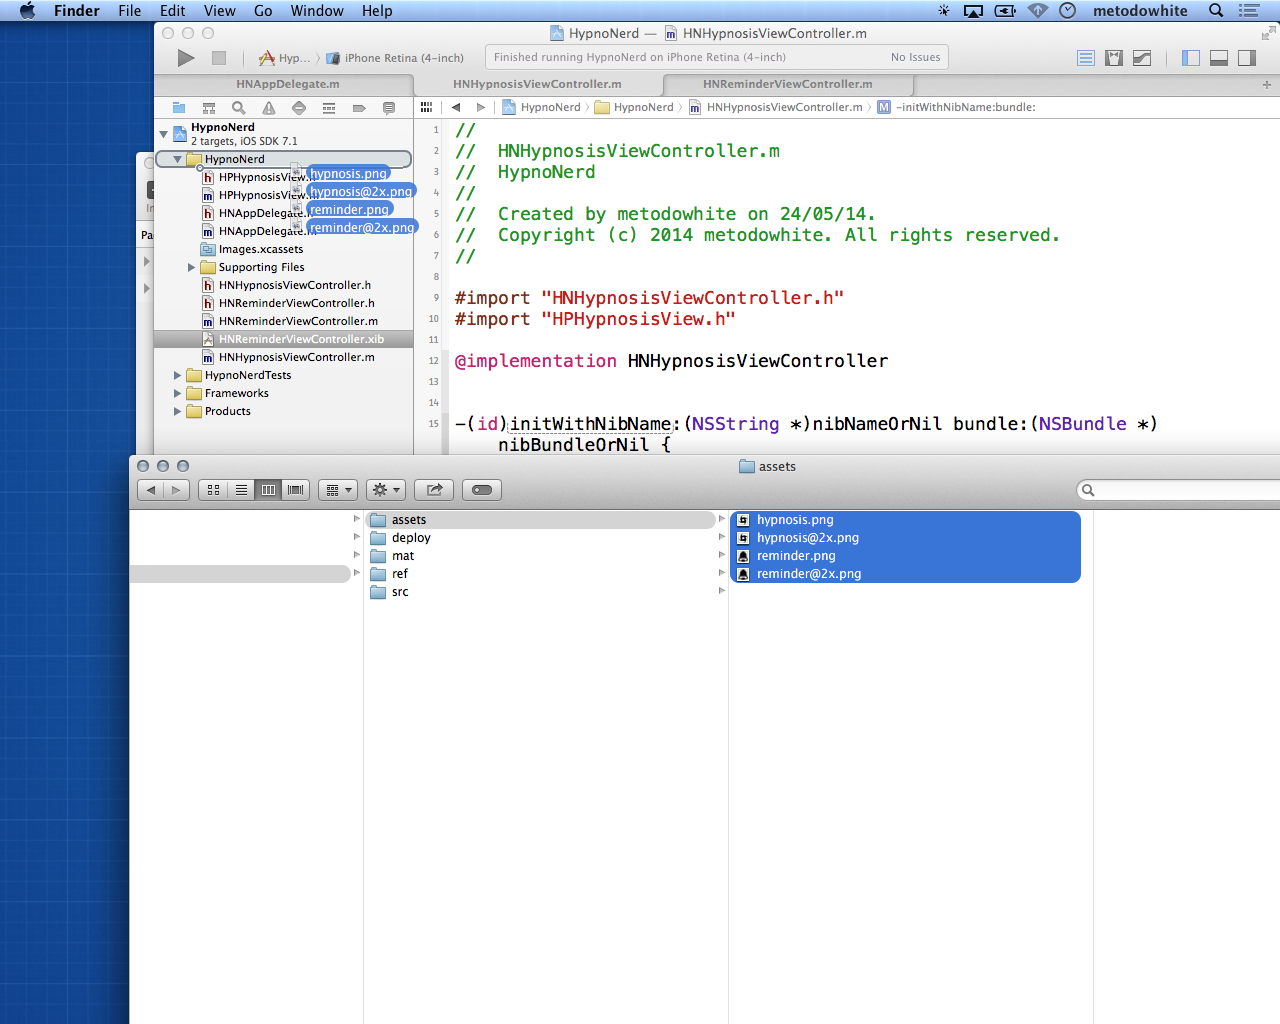 Finder File Edit View Go Window Help metodowhite
HypnoNerd — HNHypnosisViewController.m
Hyp... iPhone Retina (4-inch) Finished running HypnoNerd on iPhone Retina (4-inch) No Issues
HNAppDelegate.m HNHypnosisViewController.m HNReminderViewController.m
HypnoNerd HypnoNerd HNHypnosisViewController.m M -initWithNibName:bundle:
HypnoNerd
2 targets, iOS SDK 7.1
HypnoNerd
HPHypnosisView.h
HPHypnosisView.m
HNAppDelegate.h
HNAppDelegate.m
Images.xcassets
Supporting Files
HNHypnosisViewController.h
HNReminderViewController.h
HNReminderViewController.m
HNReminderViewController.xib
HNHypnosisViewController.m
HypnoNerdTests
Frameworks
Products
hypnosis.png
hypnosis@2x.png
reminder.png
reminder@2x.png
In
Pa
1 //
2 // HNHypnosisViewController.m
3 // HypnoNerd
4 //
5 // Created by metodowhite on 24/05/14.
6 // Copyright (c) 2014 metodowhite. All rights reserved.
7 //
8
9 #import "HNHypnosisViewController.h"
10 #import "HPHypnosisView.h"
11
12 @implementation HNHypnosisViewController
13
14
15 -(id)initWithNibName:(NSString *)nibNameOrNil bundle:(NSBundle *)
nibBundleOrNil {
assets
assets
deploy
mat
ref
src
hypnosis.png
hypnosis@2x.png
reminder.png
reminder@2x.png